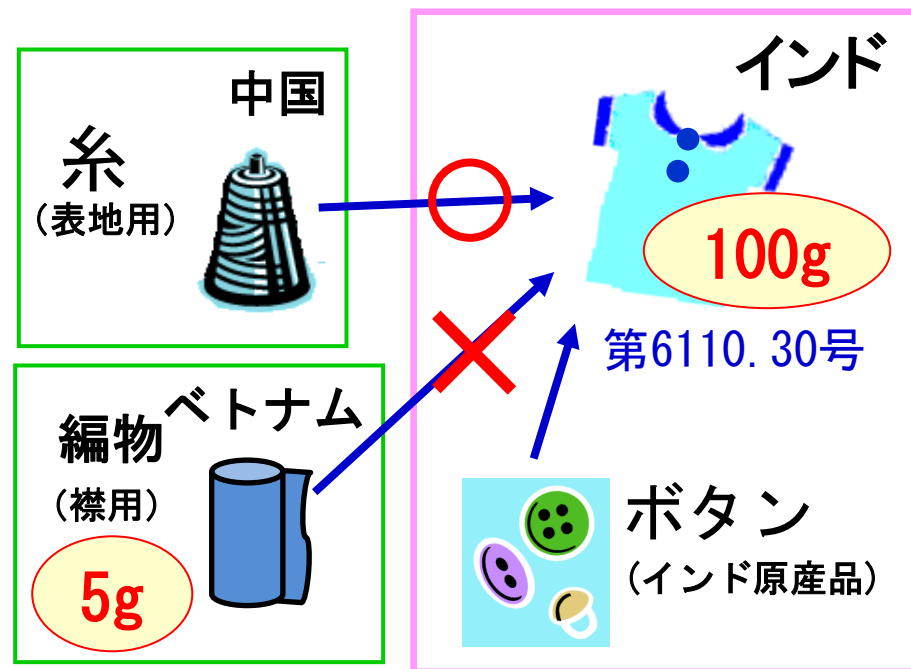 中国
糸
(表地用)
インド
100g
第6110.30号
ベトナム
編物
(襟用)
5g
ボタン
(インド原産品)